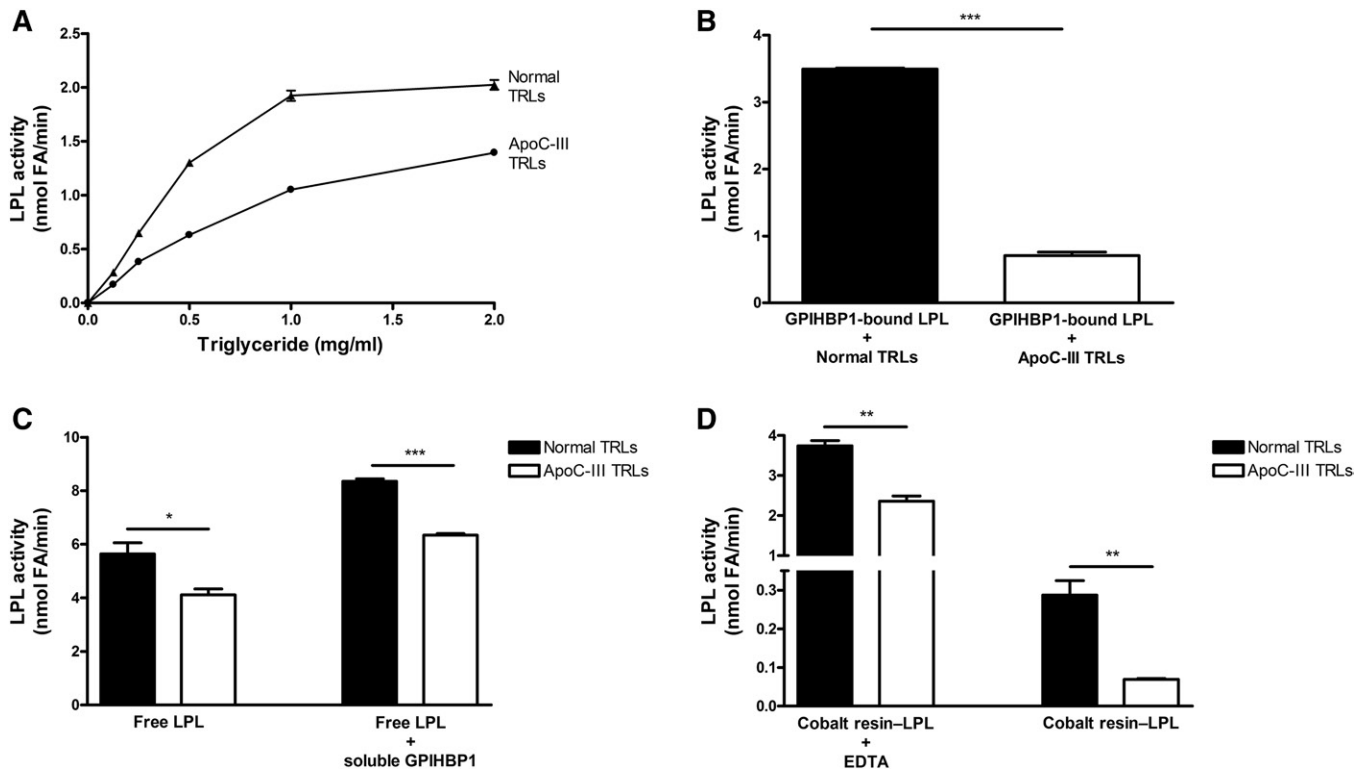 A
LPL activity
(nmol FA/min)
2.5
2.0
1.5
1.0
0.5
0.0
0.0
0.5
1.0
1.5
2.0
Triglyceride (mg/ml)
Normal
TRLs
ApoC-III
TRLs
B
LPL activity
(nmol FA/min)
4
3
2
1
0
***
GPIHBP1-bound LPL
+
Normal TRLs
GPIHBP1-bound LPL
+
ApoC-III TRLs
C
LPL activity
(nmol FA/min)
10
8
6
4
2
0
*
***
Normal TRLs
ApoC-III TRLs
Free LPL
Free LPL
+
soluble GPIHBP1
D
LPL activity
(nmol FA/min)
4
3
2
1
0.3
0.2
0.1
0.0
**
**
Normal TRLs
ApoC-III TRLs
Cobalt resin–LPL
+
EDTA
Cobalt resin–LPL